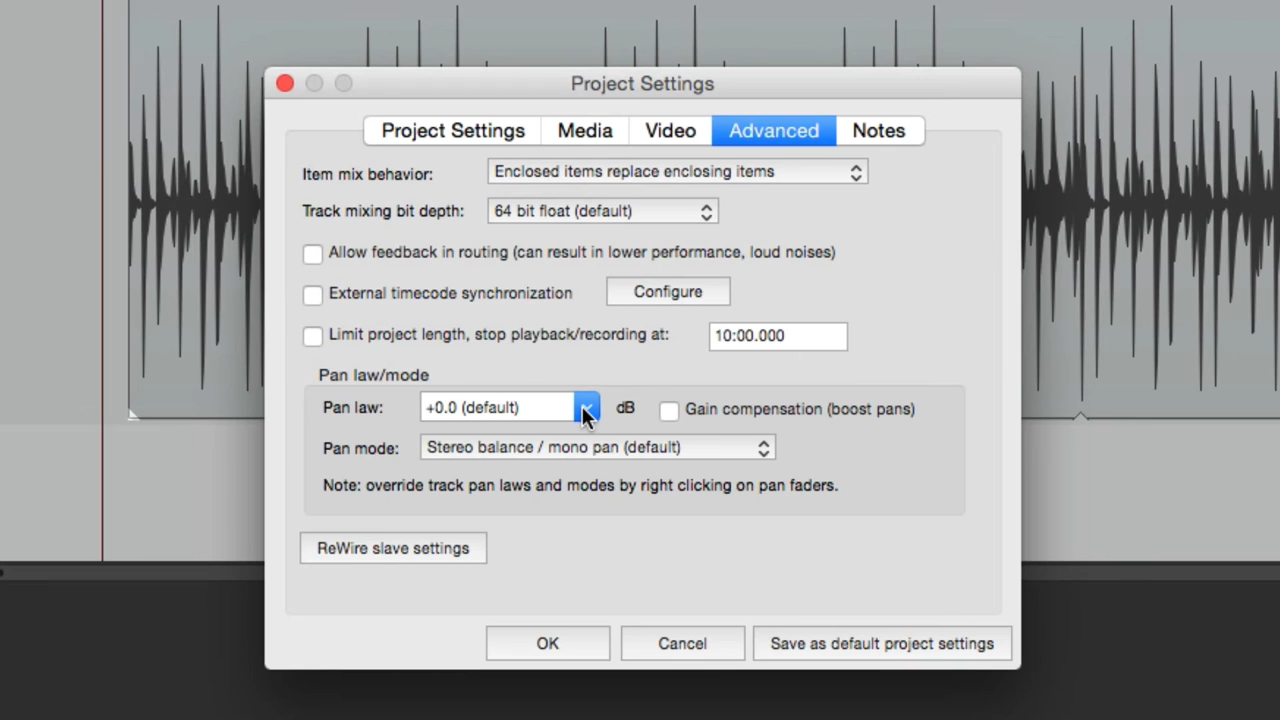 Project Settings
Project Settings Media Video Advanced Notes
Item mix behavior: Enclosed items replace enclosing items
Track mixing bit depth: 64 bit float (default)
Allow feedback in routing (can result in lower performance, loud noises)
External timecode synchronization Configure
Limit project length, stop playback/recording at: 10:00.000
Pan law/mode
Pan law: +0.0 (default) dB Gain compensation (boost pans)
Pan mode: Stereo balance / mono pan (default)
Note: override track pan laws and modes by right clicking on pan faders.
ReWire slave settings
OK Cancel Save as default project settings